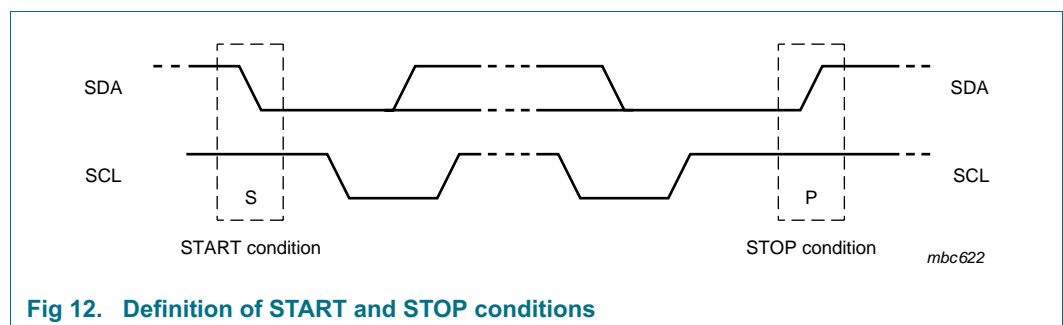 SDA
SDA
SCL
SCL
S
P
START condition
STOP condition
mbc622
Fig 12. Definition of START and STOP conditions